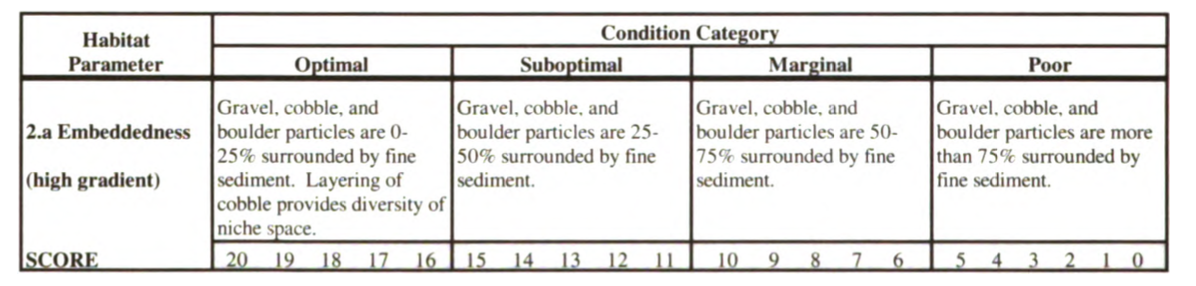 Habitat Parameter
Condition Category
Optimal
Suboptimal
Marginal
Poor
2.a Embeddedness
(high gradient)
Gravel, cobble, and
boulder particles are 0-
25% surrounded by fine
sediment. Layering of
cobble provides diversity of
niche space.
Gravel, cobble, and
boulder particles are 25-
50% surrounded by fine
sediment.
Gravel, cobble, and
boulder particles are 50-
75% surrounded by fine
sediment.
Gravel, cobble, and
boulder particles are more
than 75% surrounded by
fine sediment.
SCORE
20 19 18 17 16
15 14 13 12 11
10 9 8 7 6
5 4 3 2 1 0